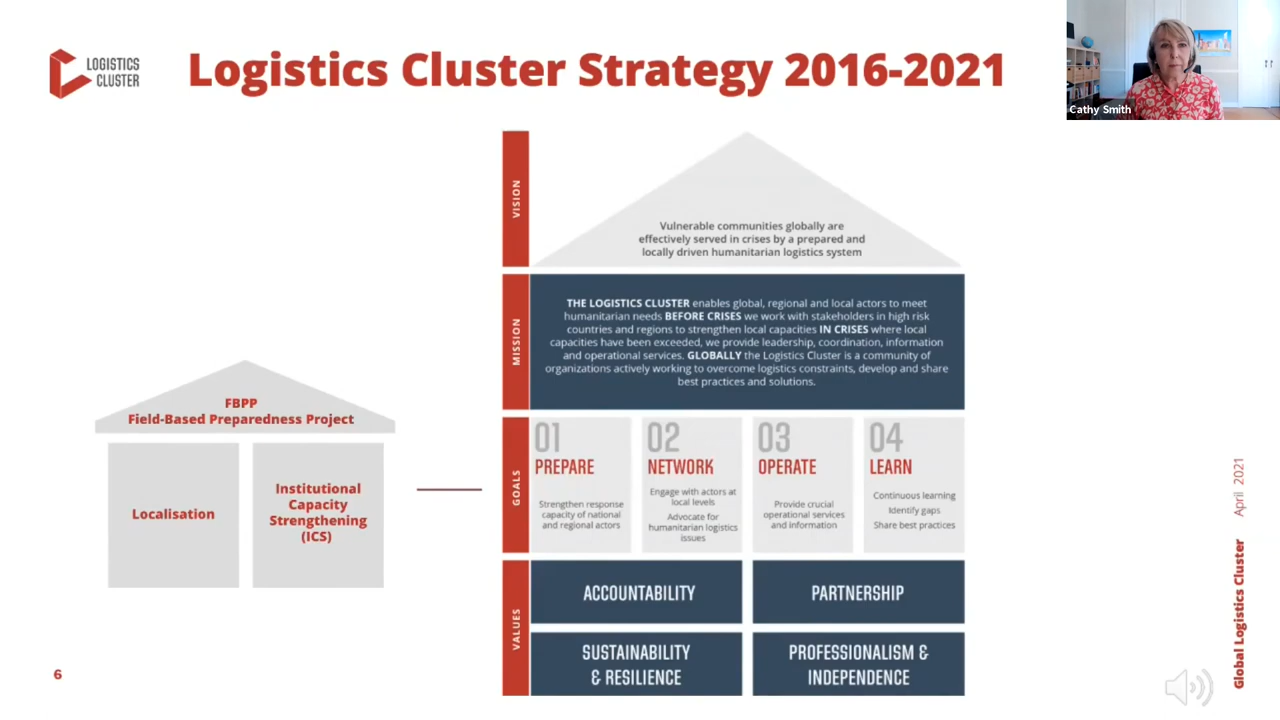 LOGISTICS
CLUSTER
Logistics Cluster Strategy 2016-2021
Cathy Smith
VISION
Vulnerable communities globally are
effectively served in crises by a prepared and
locally driven humanitarian logistics system
MISSION
THE LOGISTICS CLUSTER enables global, regional and local actors to meet
humanitarian needs BEFORE CRISES we work with stakeholders in high risk
countries and regions to strengthen local capacities IN CRISES where local
capacities have been exceeded, we provide leadership, coordination, information
and operational services. GLOBALLY the Logistics Cluster is a community of
organizations actively working to overcome logistics constraints, develop and share
best practices and solutions.
FBPP
Field-Based Preparedness Project
Localisation
Institutional
Capacity
Strengthening
(ICS)
GOALS
01
PREPARE
Strengthen response
capacity of national
and regional actors
02
NETWORK
Engage with actors at
local levels
Advocate for
humanitarian logistics
issues
03
OPERATE
Provide crucial
operational services
and information
04
LEARN
Continuous learning
Identify gaps
Share best practices
VALUES
ACCOUNTABILITY
PARTNERSHIP
SUSTAINABILITY
& RESILIENCE
PROFESSIONALISM &
INDEPENDENCE
6
Global Logistics Cluster April 2021